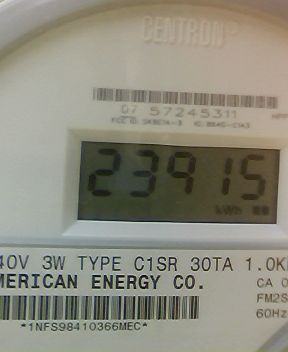 CENTRON
07 57245311
23915
kWh
40V 3W TYPE C1SR 30TA 1.0K
MERICAN ENERGY CO.
CA 0
FM2S
60Hz
*1NFS98410366MEC*